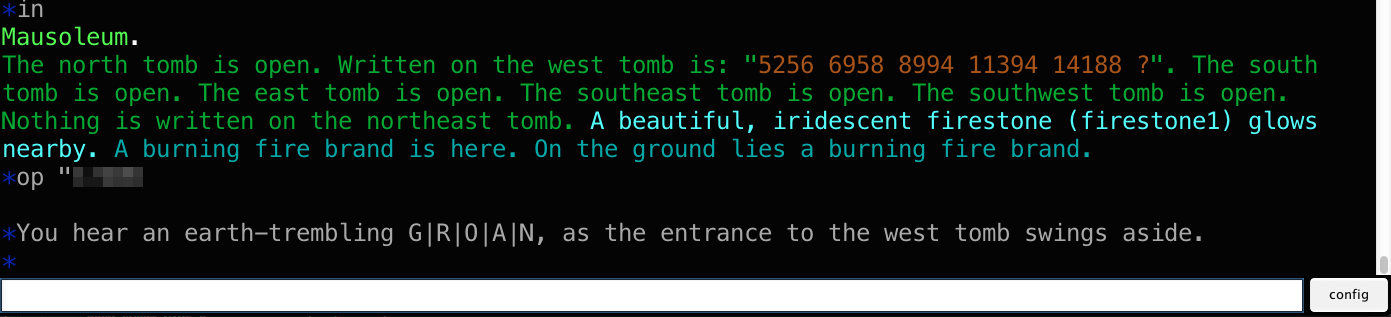 *in
Mausoleum.
The north tomb is open. Written on the west tomb is: "5256 6958 8994 11394 14188 ?". The south
tomb is open. The east tomb is open. The southeast tomb is open. The southwest tomb is open.
Nothing is written on the northeast tomb. A beautiful, iridescent firestone (firestone1) glows
nearby. A burning fire brand is here. On the ground lies a burning fire brand.
*op "
*You hear an earth-trembling G|R|O|A|N, as the entrance to the west tomb swings aside.
*
config